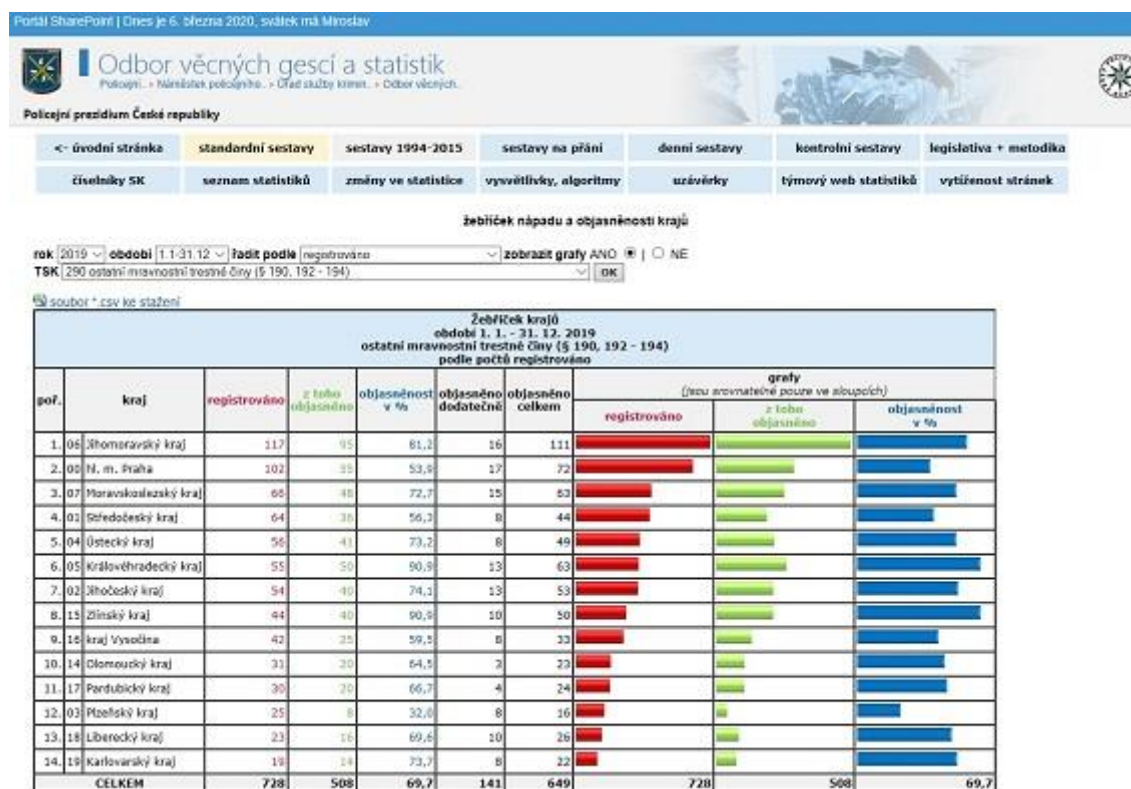 Portál SharePoint | Dnes je 6. března 2020, svátek má Miroslav
Odbor věcných gescí a statistik
Policejní.. » Náměstek policejního.. » Úřad služby krimin.. » Odbor věcných..
Policejní prezidium České republiky
<- úvodní stránka standardní sestavy sestavy 1994-2015 sestavy na přání denní sestavy kontrolní sestavy legislativa + metodika
číselníky SK seznam statistiků změny ve statistice vysvětlivky, algoritmy uzávěrky týmový web statistiků vytíženost stránek
žebříček nápadu a objasněnosti krajů
rok 2019 období 1.1-31.12 řadit podle registrováno zobrazit grafy ANO | NE
TSK 290 ostatní mravnostní trestné činy (§ 190, 192 - 194) OK
soubor *.csv ke stažení
Žebříček krajů
období 1. 1. - 31. 12. 2019
ostatní mravnostní trestné činy (§ 190, 192 - 194)
podle počtů registrováno
poř. kraj registrováno z toho objasněno objasněnost v % objasněno dodatečně objasněno celkem grafy
(jsou srovnatelné pouze ve sloupcích)
registrováno z toho objasněno objasněnost v %
1. 06 Jihomoravský kraj 117 95 81,2 16 111
2. 00 hl. m. Praha 102 55 53,9 17 72
3. 07 Moravskoslezský kraj 66 48 72,7 15 63
4. 01 Středočeský kraj 64 36 56,3 8 44
5. 04 Ústecký kraj 56 41 73,2 8 49
6. 05 Královéhradecký kraj 55 50 90,9 13 63
7. 02 Jihočeský kraj 54 40 74,1 13 53
8. 15 Zlínský kraj 44 40 90,9 10 50
9. 16 kraj Vysočina 42 25 59,5 8 33
10. 14 Olomoucký kraj 31 20 64,5 3 23
11. 17 Pardubický kraj 30 20 66,7 4 24
12. 03 Plzeňský kraj 25 8 32,0 8 16
13. 18 Liberecký kraj 23 16 69,6 10 26
14. 19 Karlovarský kraj 19 14 73,7 8 22
CELKEM 728 508 69,7 141 649 728 508 69,7